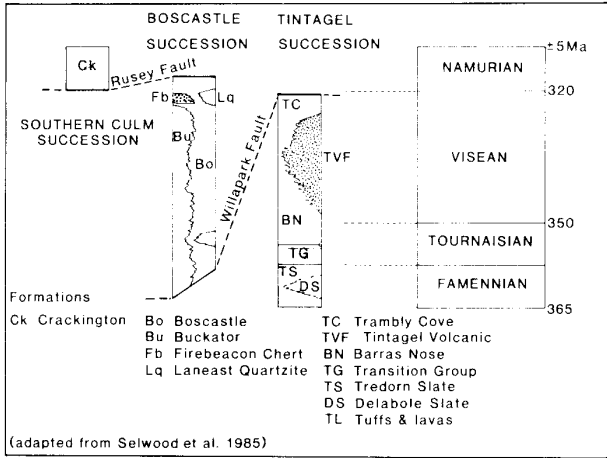 BOSCASTLE SUCCESSION
TINTAGEL SUCCESSION
Ck
Rusey Fault
SOUTHERN CULM
SUCCESSION
Fb
Lq
Bu
Bo
Willapark Fault
TC
TVF
BN
TG
TS
DS
±5Ma
NAMURIAN
320
VISEAN
350
TOURNAISIAN
FAMENNIAN
365
Formations
Ck Crackington
Bo Boscastle
Bu Buckator
Fb Firebeacon Chert
Lq Laneast Quartzite
TC Trambly Cove
TVF Tintagel Volcanic
BN Barras Nose
TG Transition Group
TS Tredorn Slate
DS Delabole Slate
TL Tuffs & lavas
(adapted from Selwood et al. 1985)